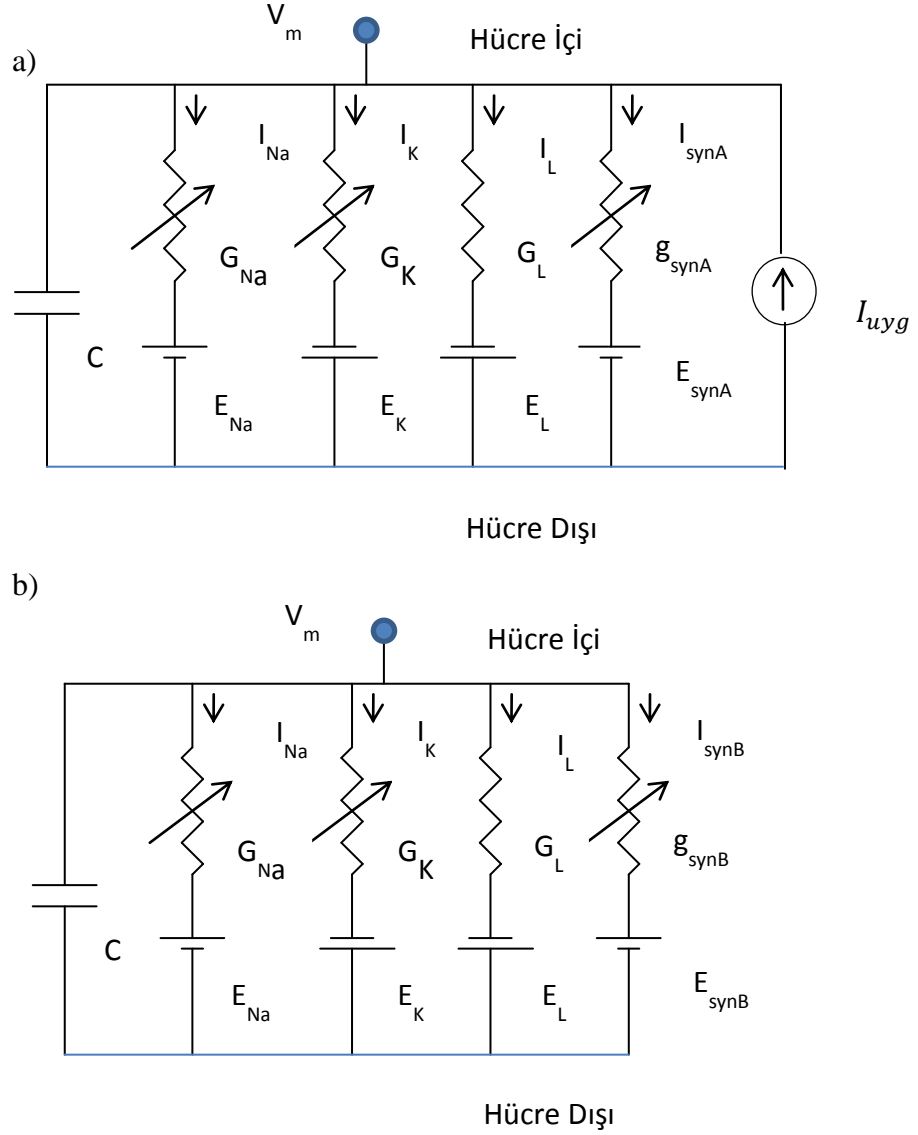 V_m
Hücre İçi
a)
I_Na I_K I_L I_synA
G_Na G_K G_L g_synA
I_uyg
C E_synA
E_Na E_K E_L
Hücre Dışı
b)
V_m
Hücre İçi
I_Na I_K I_L I_synB
G_Na G_K G_L g_synB
C
E_Na E_K E_L E_synB
Hücre Dışı